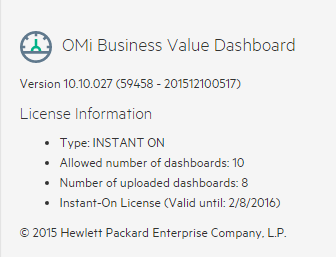 OMi Business Value Dashboard
Version 10.10.027 (59458 - 201512100517)
License Information
• Type: INSTANT ON
• Allowed number of dashboards: 10
• Number of uploaded dashboards: 8
• Instant-On License (Valid until: 2/8/2016)
© 2015 Hewlett Packard Enterprise Company, L.P.